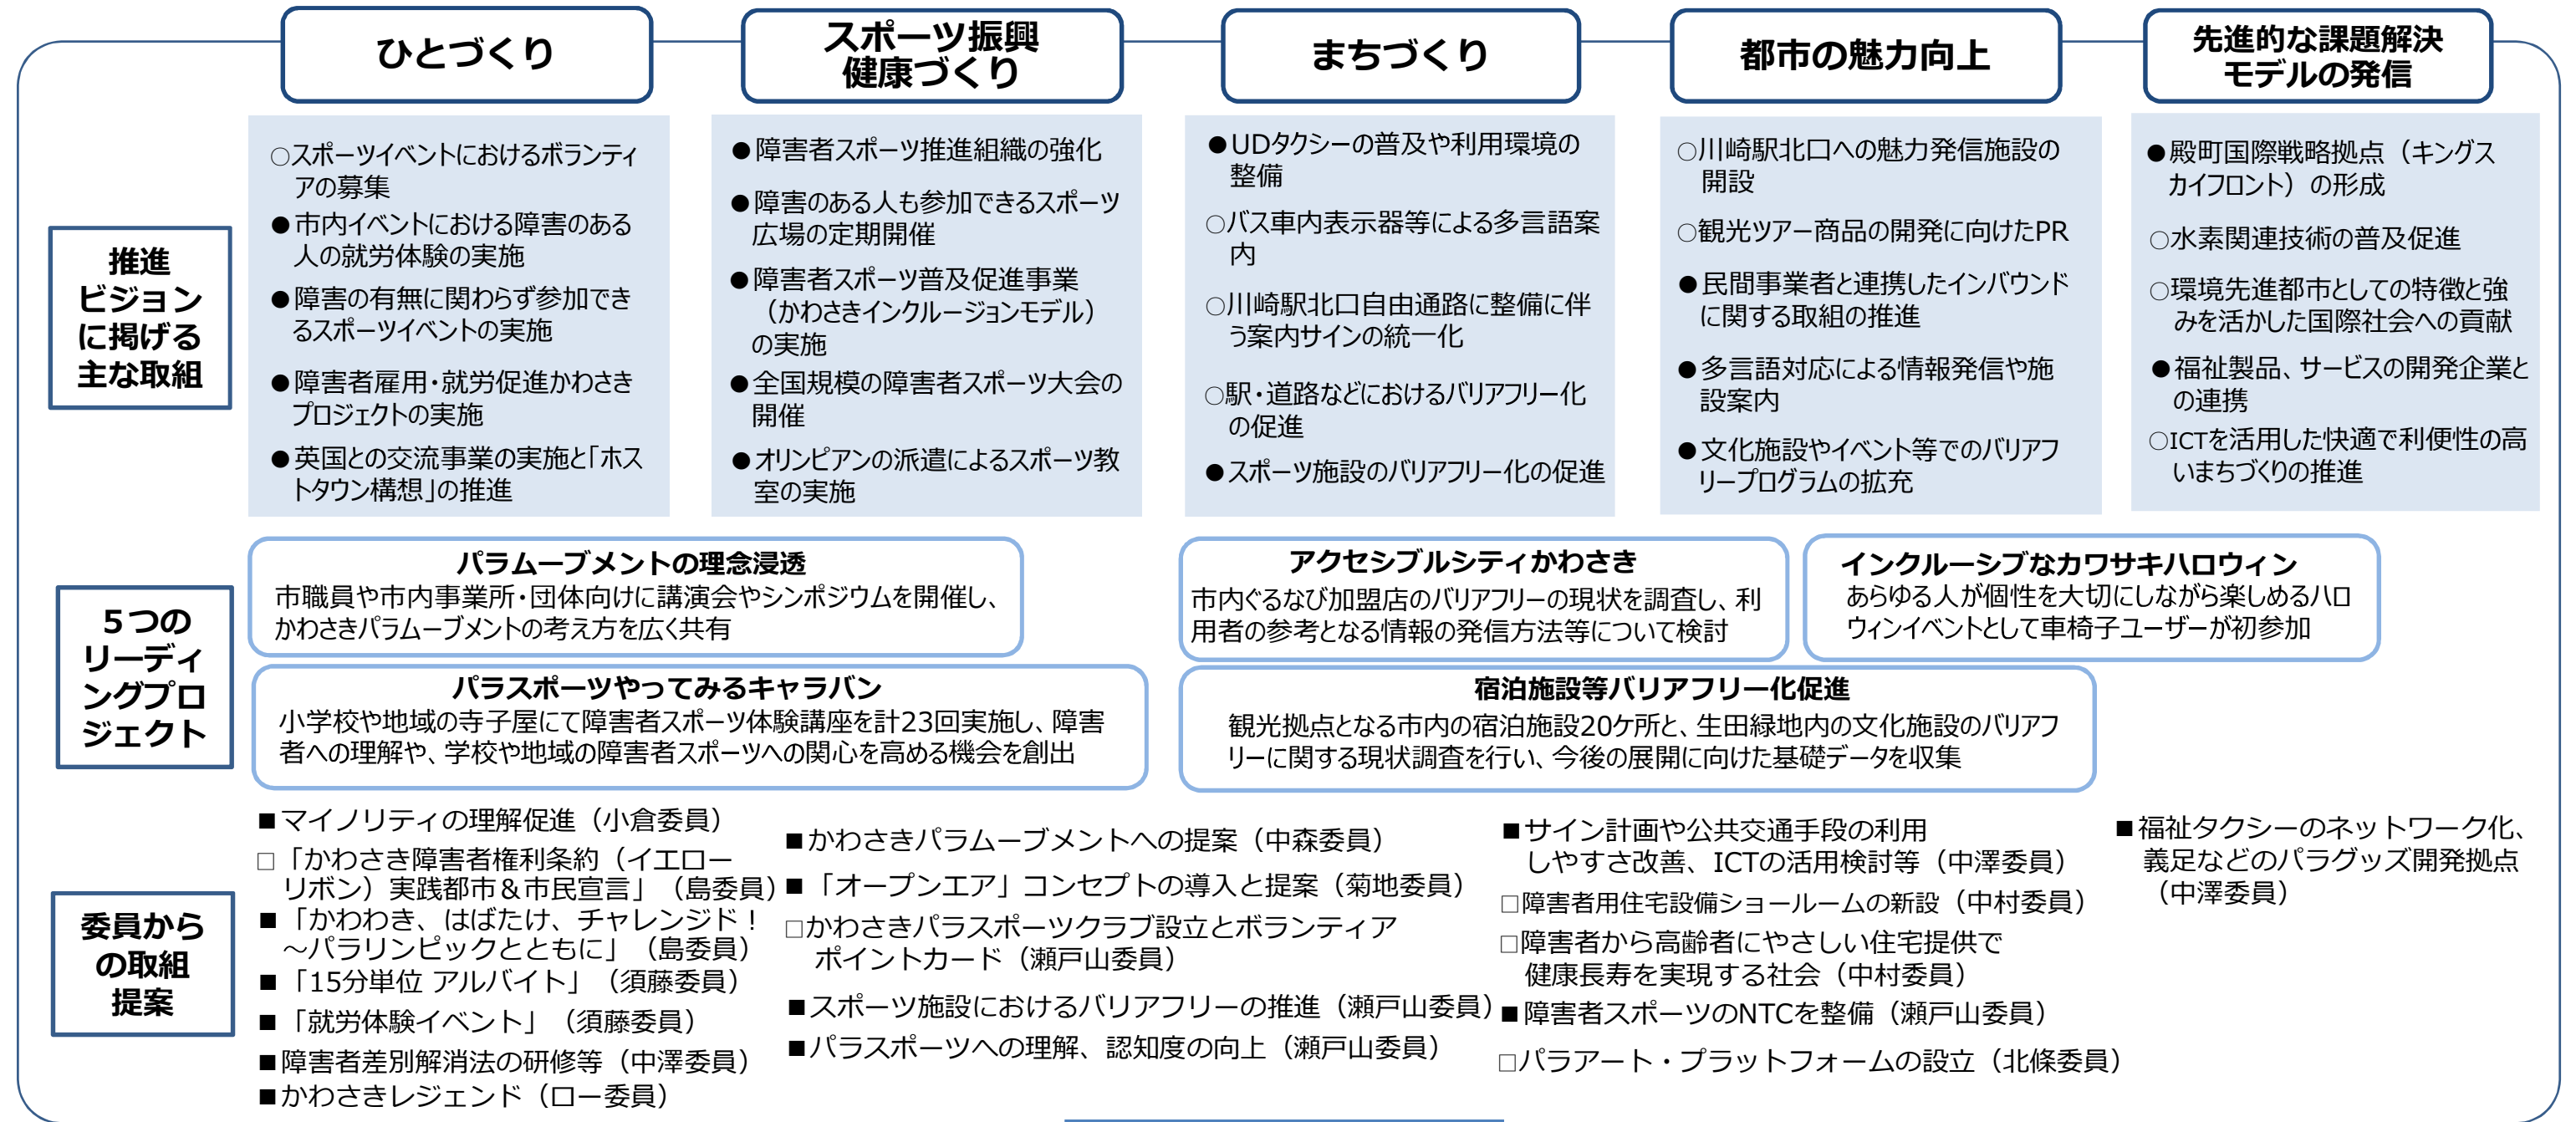 ひとづくり
スポーツ振興
健康づくり
まちづくり
都市の魅力向上
先進的な課題解決
モデルの発信
推進
ビジョン
に掲げる
主な取組
○スポーツイベントにおけるボランティ
アの募集
●市内イベントにおける障害のある
人の就労体験の実施
●障害の有無に関わらず参加でき
るスポーツイベントの実施
●障害者雇用・就労促進かわさき
プロジェクトの実施
●英国との交流事業の実施と「ホス
トタウン構想」の推進
●障害者スポーツ推進組織の強化
●障害のある人も参加できるスポーツ
広場の定期開催
●障害者スポーツ普及促進事業
（かわさきインクルージョンモデル）
の実施
●全国規模の障害者スポーツ大会の
開催
●オリンピアンの派遣によるスポーツ教
室の実施
●UDタクシーの普及や利用環境の
整備
○バス車内表示器等による多言語案
内
○川崎駅北口自由通路に整備に伴
う案内サインの統一化
○駅・道路などにおけるバリアフリー化
の促進
●スポーツ施設のバリアフリー化の促進
○川崎駅北口への魅力発信施設の
開設
○観光ツアー商品の開発に向けたPR
●民間事業者と連携したインバウンド
に関する取組の推進
●多言語対応による情報発信や施
設案内
●文化施設やイベント等でのバリアフ
リープログラムの拡充
●殿町国際戦略拠点（キングス
カイフロント）の形成
○水素関連技術の普及促進
○環境先進都市としての特徴と強
みを活かした国際社会への貢献
●福祉製品、サービスの開発企業と
の連携
○ICTを活用した快適で利便性の高
いまちづくりの推進
５つの
リーディ
ングプロ
ジェクト
パラムーブメントの理念浸透
市職員や市内事業所・団体向けに講演会やシンポジウムを開催し、
かわさきパラムーブメントの考え方を広く共有
アクセシブルシティかわさき
市内ぐるなび加盟店のバリアフリーの現状を調査し、利
用者の参考となる情報の発信方法等について検討
インクルーシブなカワサキハロウィン
あらゆる人が個性を大切にしながら楽しめるハロ
ウィンイベントとして車椅子ユーザーが初参加
パラスポーツやってみるキャラバン
小学校や地域の寺子屋にて障害者スポーツ体験講座を計23回実施し、障害
者への理解や、学校や地域の障害者スポーツへの関心を高める機会を創出
宿泊施設等バリアフリー化促進
観光拠点となる市内の宿泊施設20ケ所と、生田緑地内の文化施設のバリアフ
リーに関する現状調査を行い、今後の展開に向けた基礎データを収集
委員から
の取組
提案
■マイノリティの理解促進（小倉委員）
□「かわさき障害者権利条約（イエロー
リボン）実践都市＆市民宣言」（島委員）
■「かわわき、はばたけ、チャレンジド！
～パラリンピックとともに」（島委員）
■「15分単位 アルバイト」（須藤委員）
■「就労体験イベント」（須藤委員）
■障害者差別解消法の研修等（中澤委員）
■かわさきレジェンド（ロー委員）
■かわさきパラムーブメントへの提案（中森委員）
■「オープンエア」コンセプトの導入と提案（菊地委員）
□かわさきパラスポーツクラブ設立とボランティア
ポイントカード（瀬戸山委員）
■スポーツ施設におけるバリアフリーの推進（瀬戸山委員）
■パラスポーツへの理解、認知度の向上（瀬戸山委員）
■サイン計画や公共交通手段の利用
しやすさ改善、ICTの活用検討等（中澤委員）
□障害者用住宅設備ショールームの新設（中村委員）
□障害者から高齢者にやさしい住宅提供で
健康長寿を実現する社会（中村委員）
■障害者スポーツのNTCを整備（瀬戸山委員）
□パラアート・プラットフォームの設立（北條委員）
■福祉タクシーのネットワーク化、
義足などのパラグッズ開発拠点
（中澤委員）